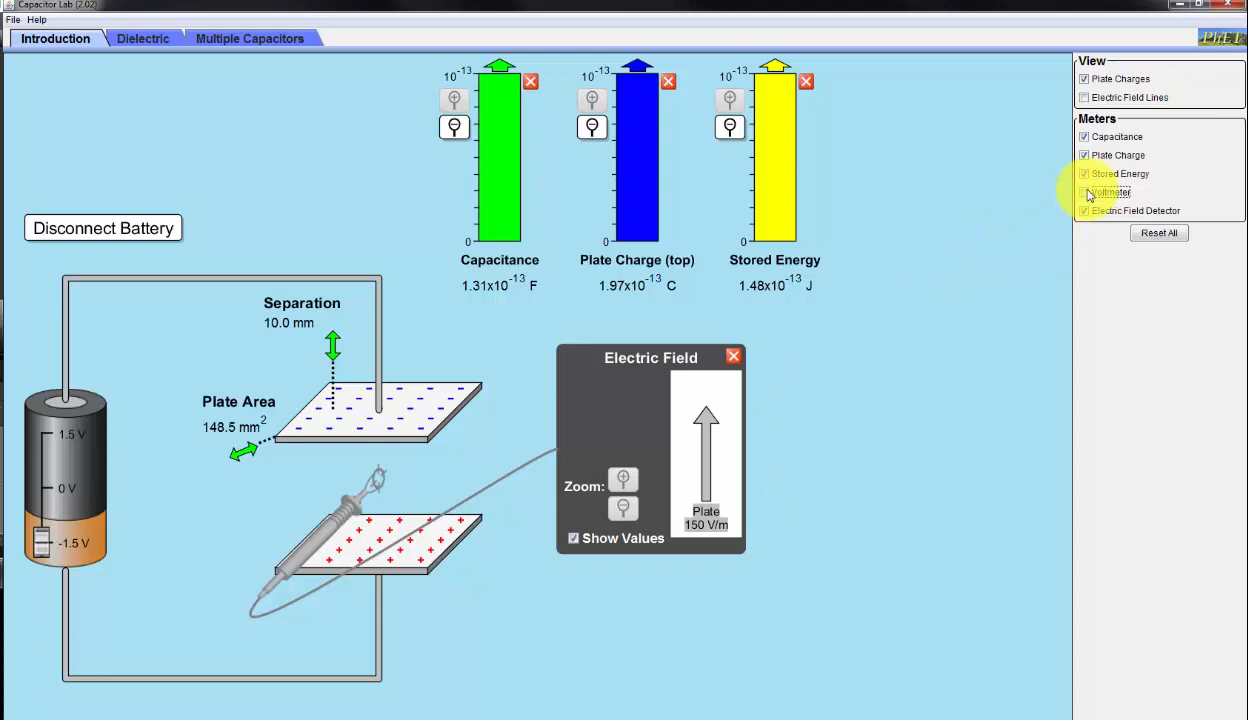 Capacitor Lab (2.02)
File Help
Introduction Dielectric Multiple Capacitors
PhET
View
Plate Charges
Electric Field Lines
Meters
Capacitance
Plate Charge
Stored Energy
Voltmeter
Electric Field Detector
Reset All
10⁻¹³ 10⁻¹³ 10⁻¹³
0 0 0
Capacitance Plate Charge (top) Stored Energy
1.31x10⁻¹³ F 1.97x10⁻¹³ C 1.48x10⁻¹³ J
Disconnect Battery
Separation
10.0 mm
Plate Area
148.5 mm²
1.5 V
0 V
-1.5 V
Electric Field
Zoom:
Plate
150 V/m
Show Values